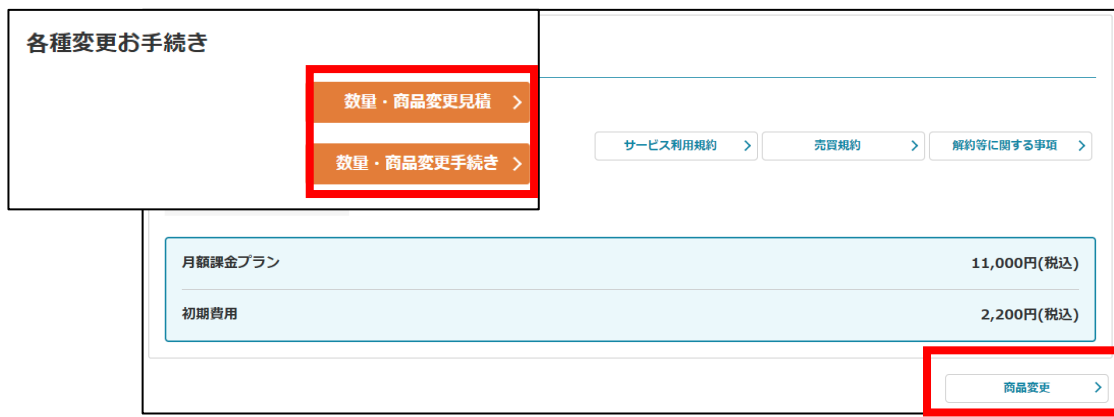 各種変更お手続き
数量・商品変更見積
数量・商品変更手続き
サービス利用規約
売買規約
解約等に関する事項
月額課金プラン 11,000円(税込)
初期費用 2,200円(税込)
商品変更